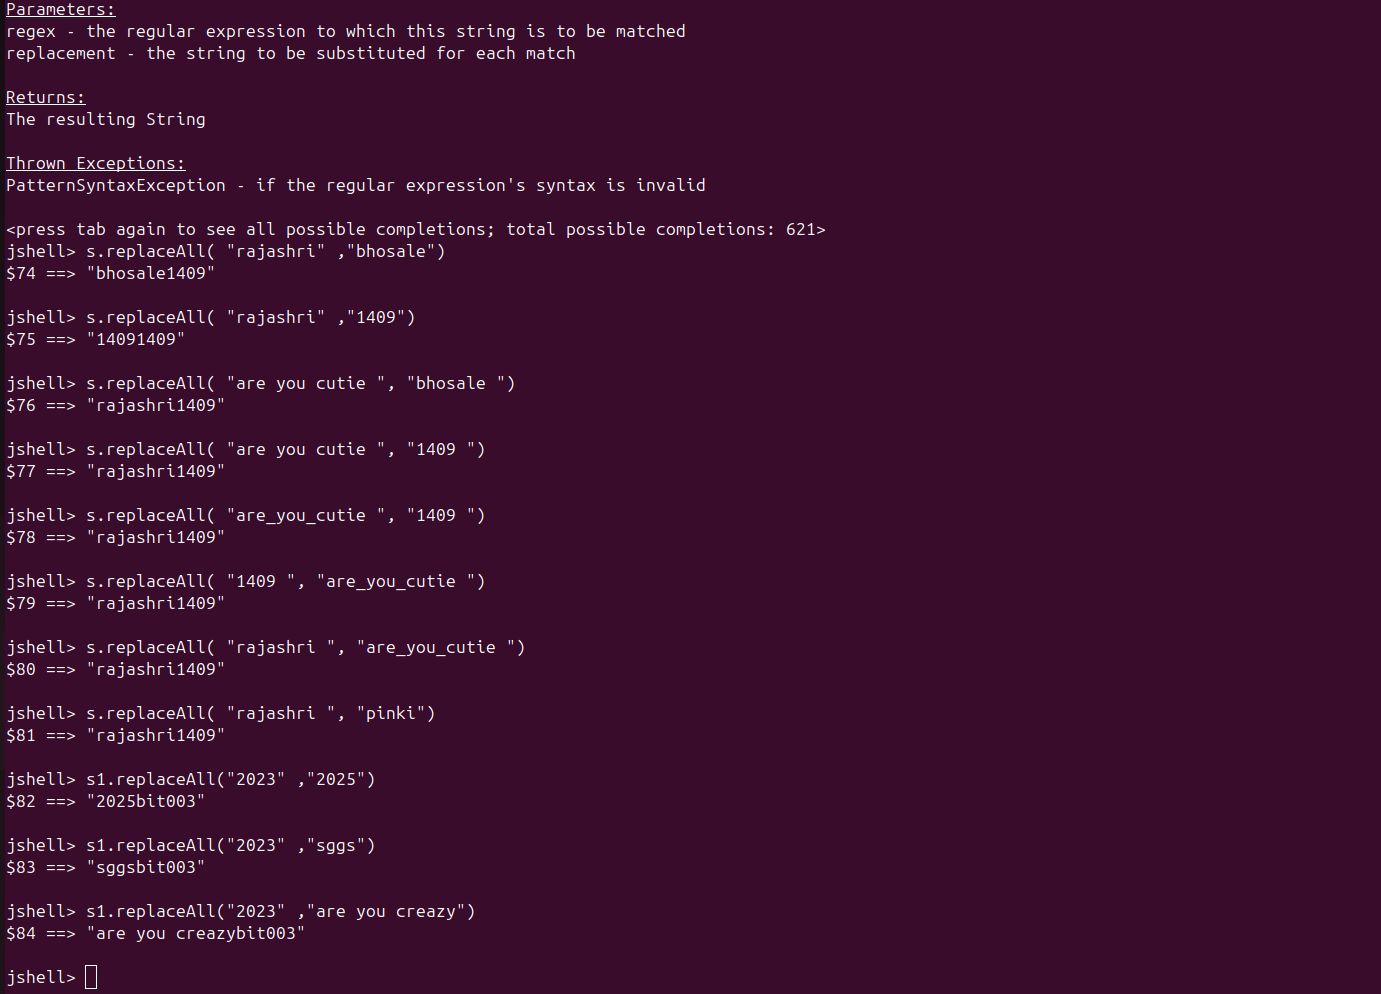 Parameters:
regex - the regular expression to which this string is to be matched
replacement - the string to be substituted for each match
Returns:
The resulting String
Thrown Exceptions:
PatternSyntaxException - if the regular expression's syntax is invalid
<press tab again to see all possible completions; total possible completions: 621>
jshell> s.replaceAll( "rajashri" ,"bhosale")
$74 ==> "bhosale1409"
jshell> s.replaceAll( "rajashri" ,"1409")
$75 ==> "14091409"
jshell> s.replaceAll( "are you cutie ", "bhosale ")
$76 ==> "rajashri1409"
jshell> s.replaceAll( "are you cutie ", "1409 ")
$77 ==> "rajashri1409"
jshell> s.replaceAll( "are_you_cutie ", "1409 ")
$78 ==> "rajashri1409"
jshell> s.replaceAll( "1409 ", "are_you_cutie ")
$79 ==> "rajashri1409"
jshell> s.replaceAll( "rajashri ", "are_you_cutie ")
$80 ==> "rajashri1409"
jshell> s.replaceAll( "rajashri ", "pinki")
$81 ==> "rajashri1409"
jshell> s1.replaceAll("2023" ,"2025")
$82 ==> "2025bit003"
jshell> s1.replaceAll("2023" ,"sggs")
$83 ==> "sggsbit003"
jshell> s1.replaceAll("2023" ,"are you creazy")
$84 ==> "are you creazybit003"
jshell>